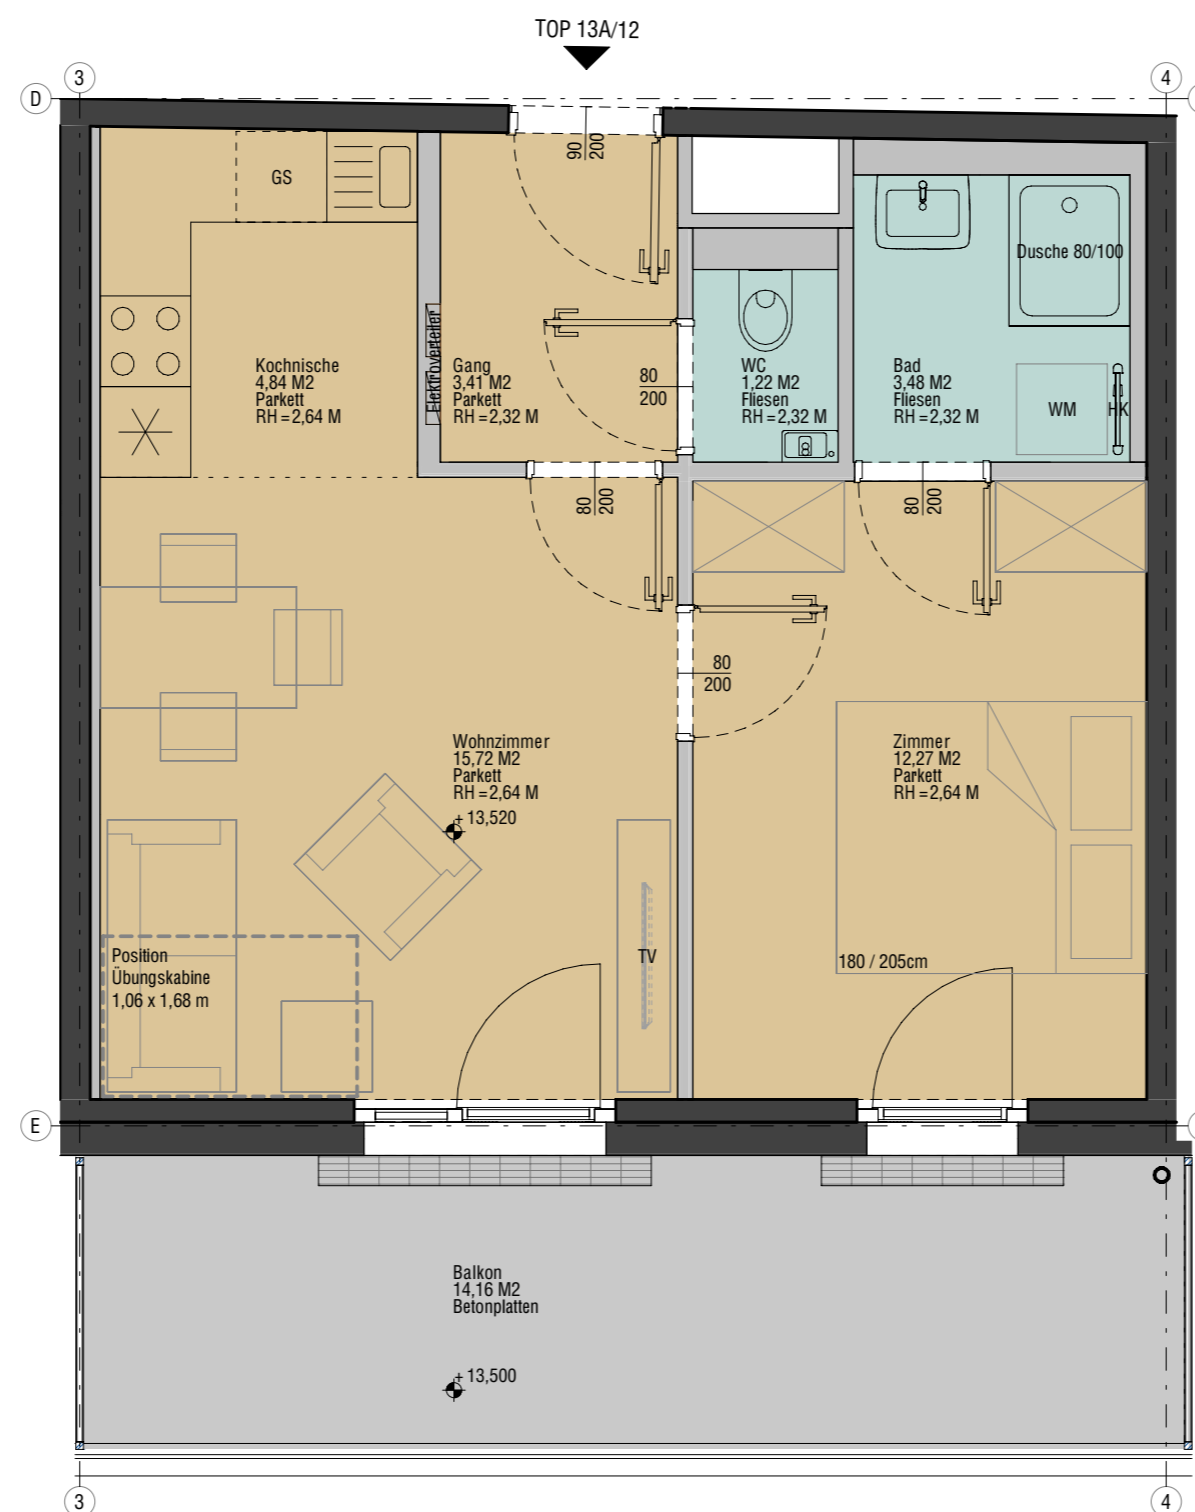 TOP 13A/12
3
4
D
90
200
GS
Dusche 80/100
Elektroverteiler
Kochnische
4,84 M2
Parkett
RH=2,64 M
Gang
3,41 M2
Parkett
RH=2,32 M
80
200
WC
1,22 M2
Fliesen
RH=2,32 M
Bad
3,48 M2
Fliesen
RH=2,32 M
WM
HK
80
200
80
200
80
200
Wohnzimmer
15,72 M2
Parkett
RH=2,64 M
+ 13,520
Zimmer
12,27 M2
Parkett
RH=2,64 M
Position
Übungskabine
1,06 x 1,68 m
TV
180 / 205cm
E
Balkon
14,16 M2
Betonplatten
+ 13,500
3
4